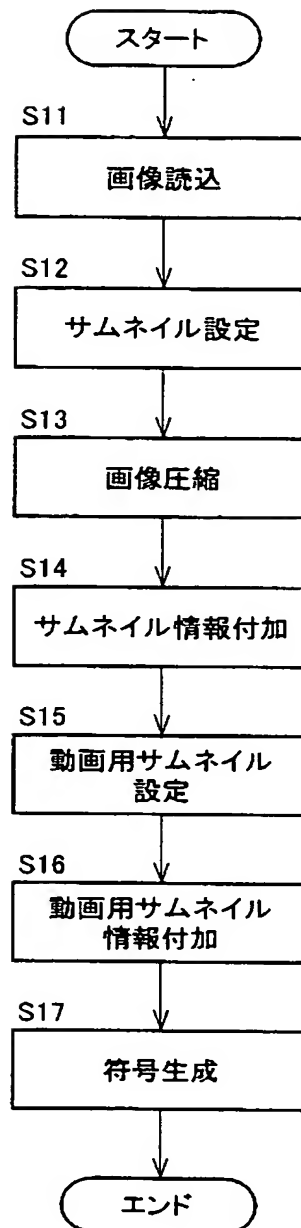 スタート
S11
画像読込
S12
サムネイル設定
S13
画像圧縮
S14
サムネイル情報付加
S15
動画用サムネイル
設定
S16
動画用サムネイル
情報付加
S17
符号生成
エンド